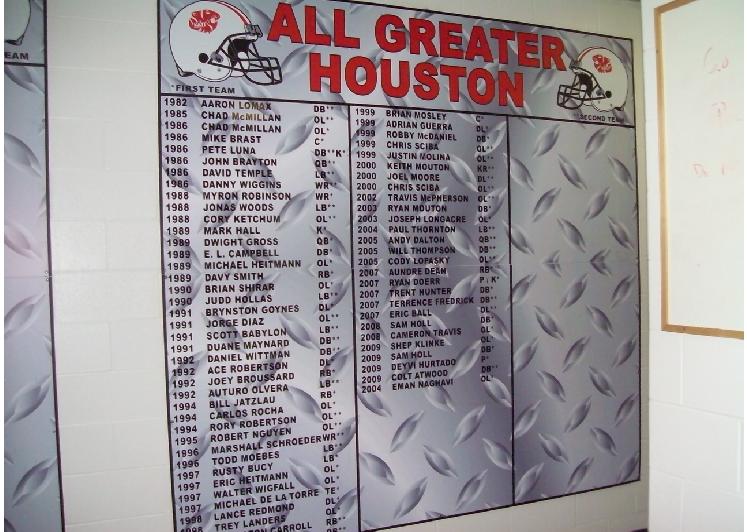 EAM
ALL GREATER
HOUSTON
*FIRST TEAM
**SECOND TEAM
1982 AARON LOMAX DB**
1985 CHAD McMILLAN OL*
1986 CHAD McMILLAN OL*
1986 MIKE BRAST C*
1986 PETE LUNA DB**K*
1986 JOHN BRAYTON QB**
1986 DAVID TEMPLE LB**
1986 DANNY WIGGINS WR**
1988 MYRON ROBINSON WR*
1988 JONAS WOODS LB**
1988 CORY KETCHUM OL**
1989 MARK HALL K*
1989 DWIGHT GROSS QB*
1989 E. L. CAMPBELL DB*
1989 MICHAEL HEITMANN OL*
1989 DAVY SMITH RB*
1990 BRIAN SHIRAR OL*
1990 JUDD HOLLAS LB**
1991 BRYNSTON GOYNES OL*
1991 JORGE DIAZ OL**
1991 SCOTT BABYLON LB**
1991 DUANE MAYNARD DB**
1992 DANIEL WITTMAN DB**
1992 ACE ROBERTSON DL*
1992 JOEY BROUSSARD RB*
1992 AUTURO OLVERA LB**
1994 BILL JATZLAU RB*
1994 CARLOS ROCHA OL*
1994 RORY ROBERTSON OL**
1995 ROBERT NGUYEN OL*
1996 MARSHALL SCHROEDER WR**
1996 TODD MOEBES LB*
1997 RUSTY BUCY OL*
1997 ERIC HEITMANN OL*
1997 WALTER WIGFALL OL*
1997 MICHAEL DE LA TORRE TE*
1998 LANCE REDMOND OL*
1998 TREY LANDERS RB**
CARROLL
1999 BRIAN MOSLEY C*
1999 ADRIAN GUERRA DL*
1999 ROBBY McDANIEL DB*
1999 CHRIS SCIBA OL**
1999 JUSTIN MOLINA OL**
2000 KEITH MOUTON KR**
2000 JOEL MOORE DL**
2000 CHRIS SCIBA OL*
2002 TRAVIS McPHERSON OL*
2003 RYAN MOUTON DB*
2003 JOSEPH LONGACRE OL*
2004 PAUL THORNTON LB**
2005 ANDY DALTON QB**
2005 WILL THOMPSON DB**
2005 CODY LOFASKY OL**
2007 AUNDRE DEAN RB*
2007 RYAN DOERR P / K*
2007 TRENT HUNTER DB*
2007 TERRENCE FREDRICK DB**
2007 ERIC BALL OL*
2008 SAM HOLL DB**
2008 CAMERON TRAVIS OL*
2009 SHEP KLINKE OL*
2009 SAM HOLL DB*
2009 DEYVI HURTADO P*
2009 COLT ATWOOD DB**
2004 EMAN NAGHAVI OL*